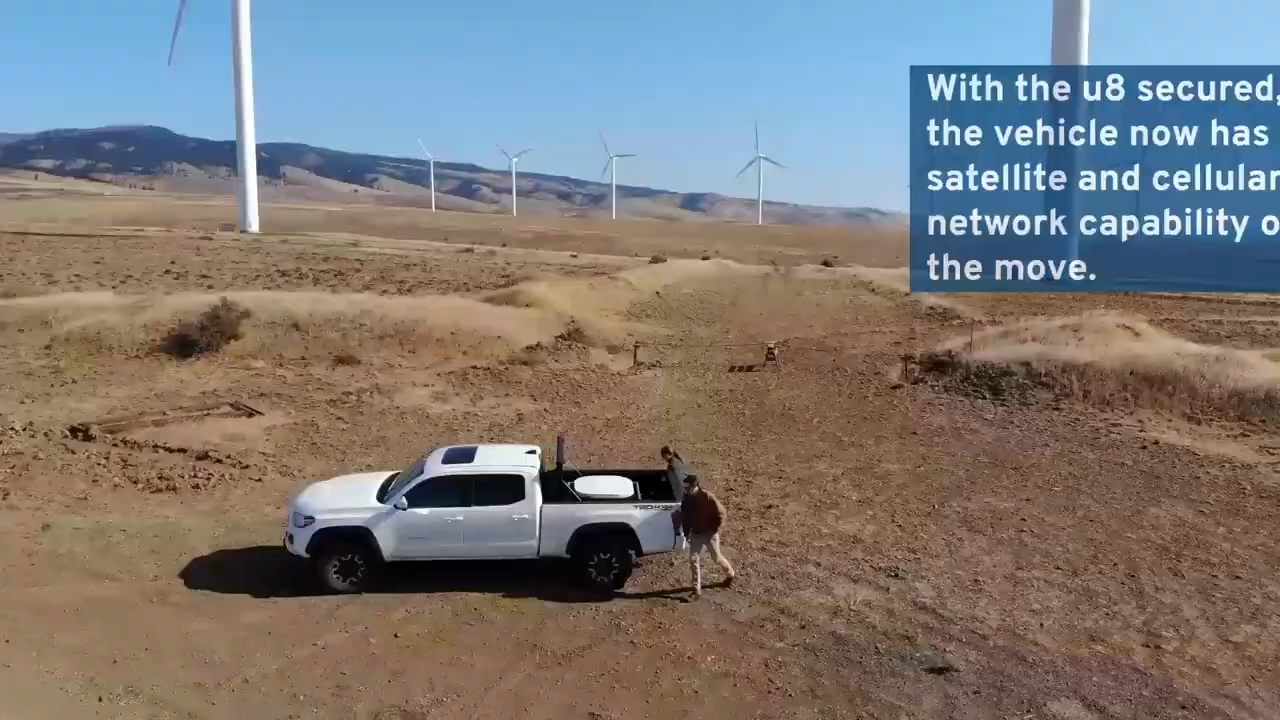 With the u8 secured,
the vehicle now has
satellite and cellular
network capability o
the move.